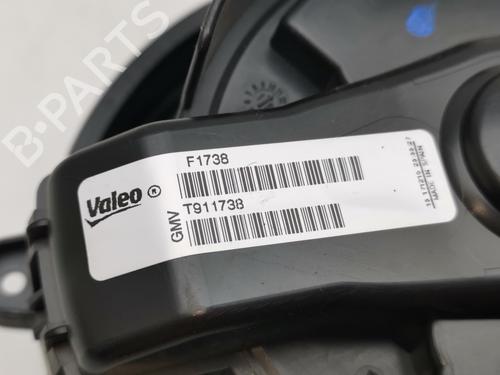 B-PARTS
F1738
Valeo ®
T911738
GMV
MADE IN SPAIN